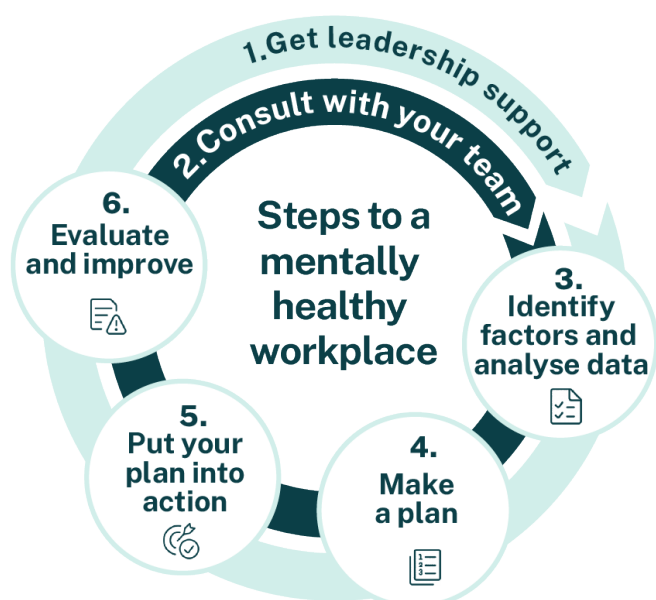 1.Get leadership support
2.Consult with your team
Steps to a
mentally
healthy
workplace
3.
Identify
factors and
analyse data
4.
Make
a plan
5.
Put your
plan into
action
6.
Evaluate
and improve